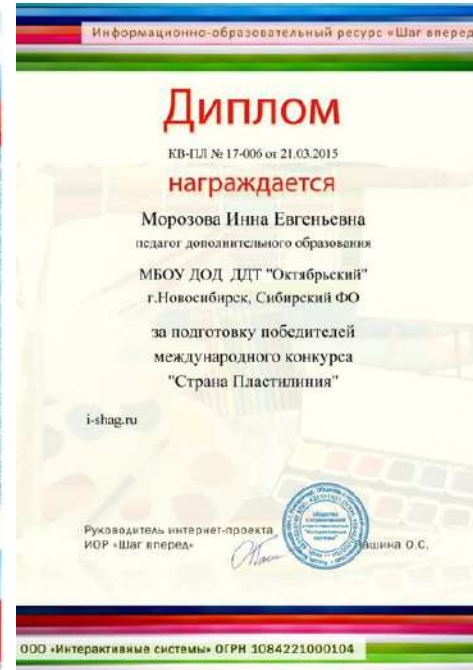 Информационно-образовательный ресурс «Шаг вперед
Диплом
КВ-ПЛ № 17-006 от 21.03.2015
награждается
Морозова Инна Евгеньевна
педагог дополнительного образования
МБОУ ДОД ДДТ "Октябрьский"
г.Новосибирск, Сибирский ФО
за подготовку победителей
международного конкурса
"Страна Пластилиния"
i-shag.ru
Руководитель интернет-проекта
ИОР «Шаг вперед»
О.С.
ООО «Интерактивные системы» ОГРН 1084221000104